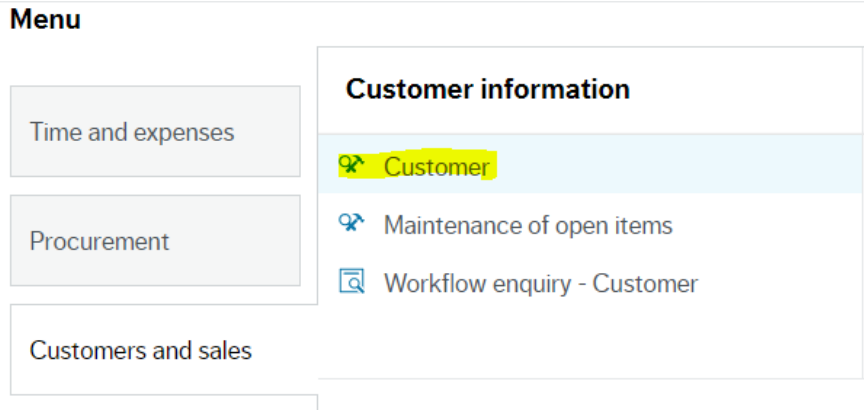 Menu
Time and expenses
Procurement
Customers and sales
Customer information
Customer
Maintenance of open items
Workflow enquiry - Customer